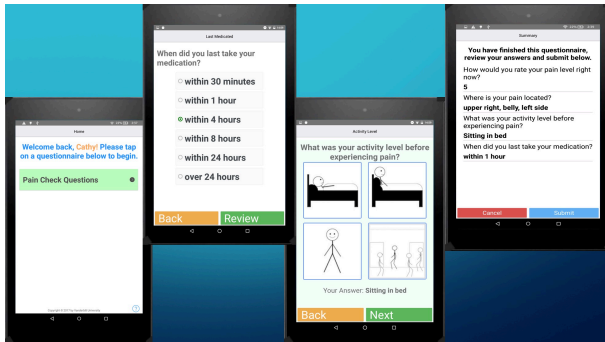 Home
Welcome back, Cathy! Please tap
on a questionnaire below to begin.
Pain Check Questions
Last Medicated
When did you last take your
medication?
within 30 minutes
within 1 hour
within 4 hours
within 8 hours
within 24 hours
over 24 hours
Back
Review
Activity Level
What was your activity level before
experiencing pain?
Your Answer: Sitting in bed
Back
Next
Summary
You have finished this questionnaire,
review your answers and submit below.
How would you rate your pain level right
now?
5
Where is your pain located?
upper right, belly, left side
What was your activity level before
experiencing pain?
Sitting in bed
When did you last take your medication?
within 1 hour
Cancel
Submit